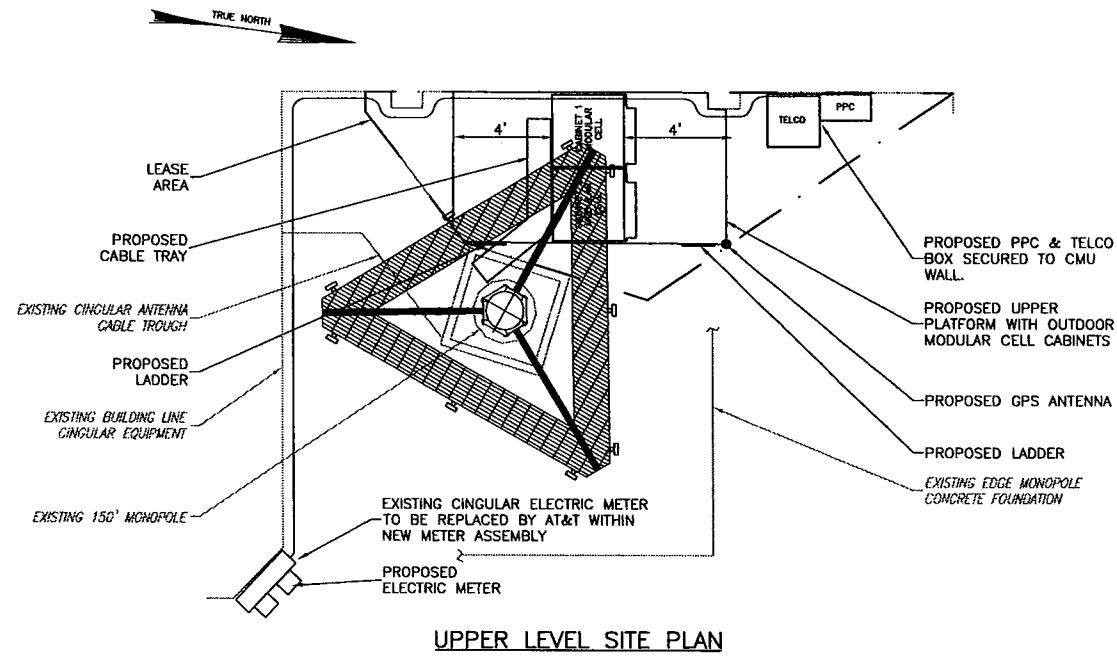 TRUE NORTH
4'
CABINET 1
MODULAR
CELL
4'
TELCO
PPC
LEASE
AREA
PROPOSED
CABLE TRAY
EXISTING CINGULAR ANTENNA
CABLE TROUGH
PROPOSED
LADDER
EXISTING BUILDING LINE
CINGULAR EQUIPMENT
EXISTING 150' MONOPOLE
PROPOSED PPC & TELCO
BOX SECURED TO CMU
WALL.
PROPOSED UPPER
PLATFORM WITH OUTDOOR
MODULAR CELL CABINETS
PROPOSED GPS ANTENNA
PROPOSED LADDER
EXISTING EDGE MONOPOLE
CONCRETE FOUNDATION
EXISTING CINGULAR ELECTRIC METER
TO BE REPLACED BY AT&T WITHIN
NEW METER ASSEMBLY
PROPOSED
ELECTRIC METER
UPPER LEVEL SITE PLAN